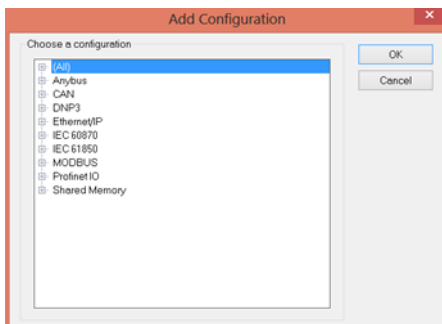 Add Configuration
Choose a configuration
OK
Cancel
(All)
Anybus
CAN
DNP3
Ethernet/IP
IEC 60870
IEC 61850
MODBUS
Profinet IO
Shared Memory